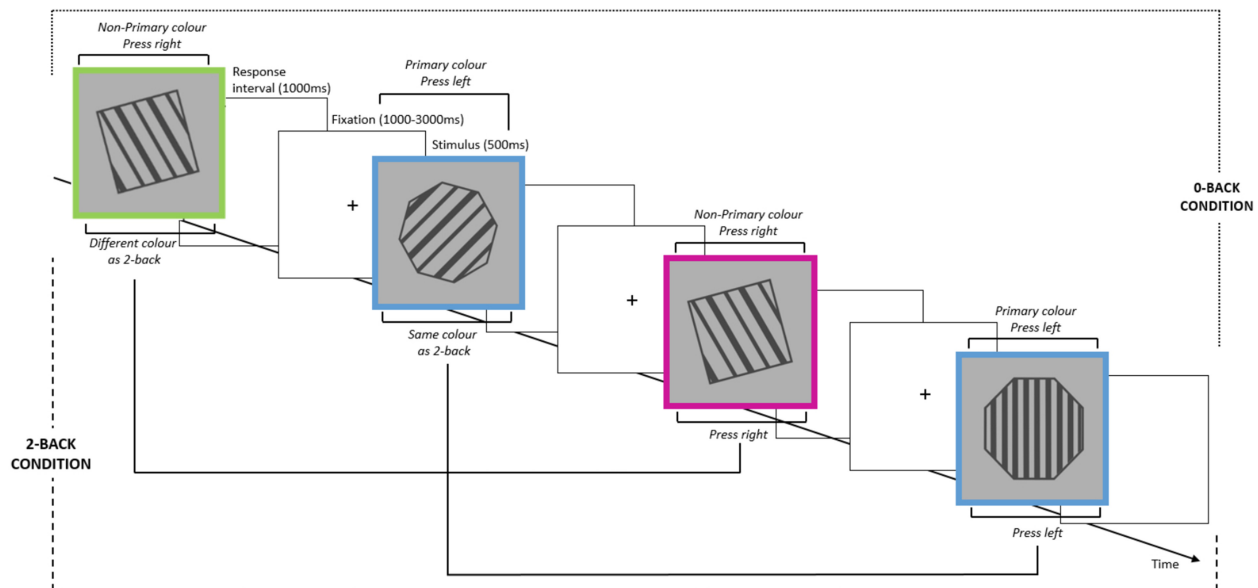 Non-Primary colour
Press right
Response
interval (1000ms)
Primary colour
Press left
Fixation (1000-3000ms)
Stimulus (500ms)
+
Different colour
as 2-back
0-BACK
CONDITION
Non-Primary colour
Press right
+
Same colour
as 2-back
Primary colour
Press left
+
Press right
2-BACK
CONDITION
Press left
Time